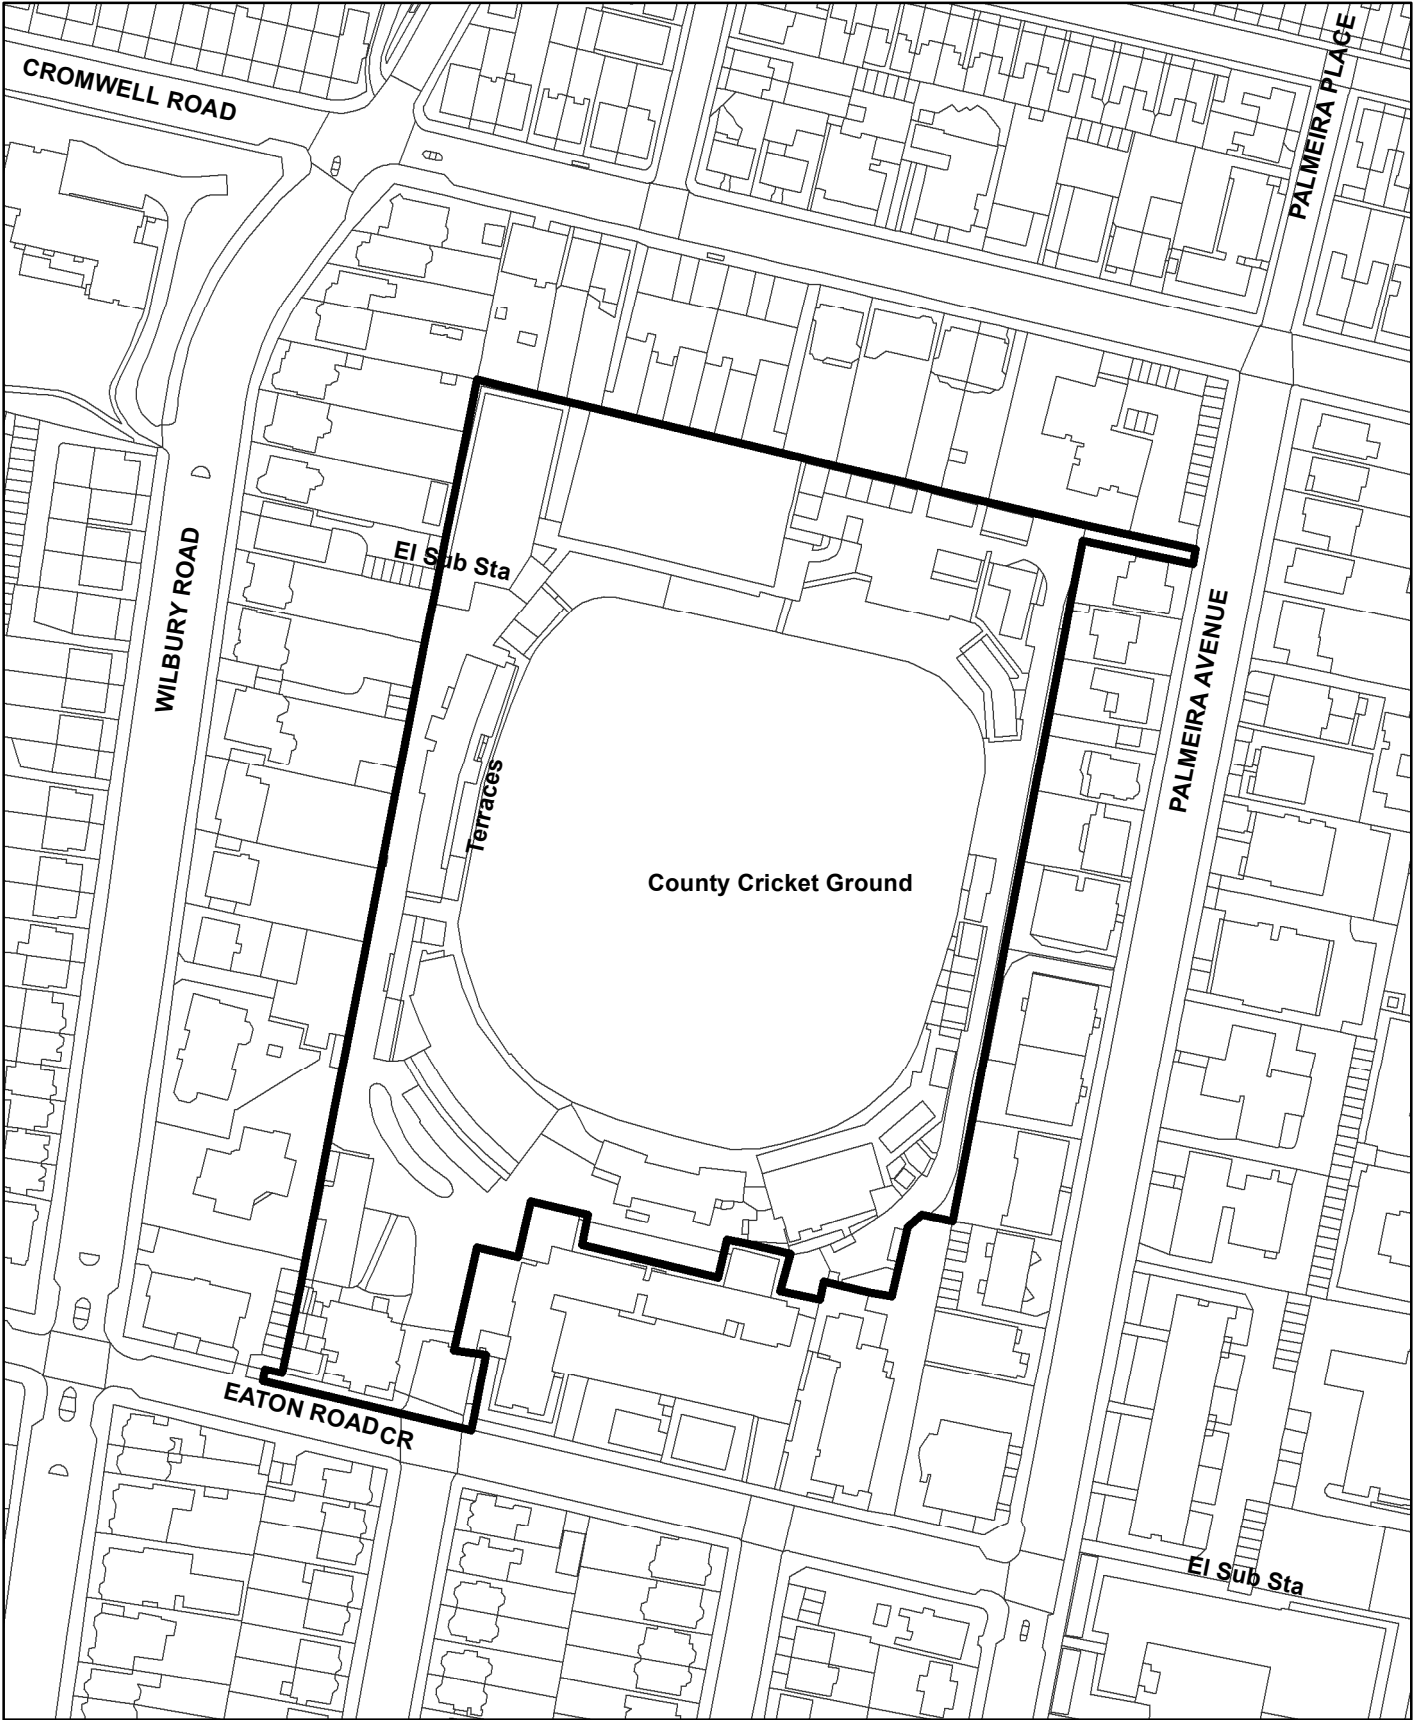 PALMEIRA PLACE
CROMWELL ROAD
El Sub Sta
WILBURY ROAD
PALMEIRA AVENUE
Terraces
County Cricket Ground
EATON ROAD
CR
El Sub Sta